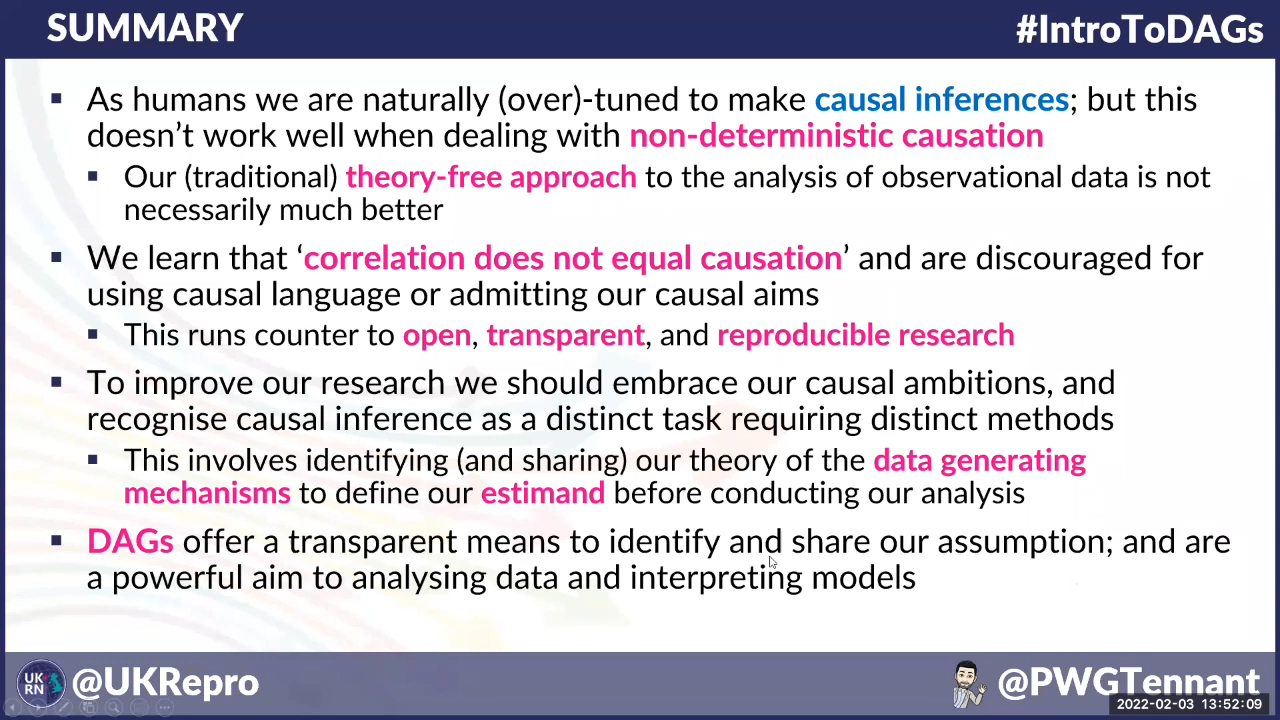 SUMMARY
#IntroToDAGs
▪ As humans we are naturally (over)-tuned to make causal inferences; but this
doesn’t work well when dealing with non-deterministic causation
▪ Our (traditional) theory-free approach to the analysis of observational data is not
necessarily much better
▪ We learn that ‘correlation does not equal causation’ and are discouraged for
using causal language or admitting our causal aims
▪ This runs counter to open, transparent, and reproducible research
▪ To improve our research we should embrace our causal ambitions, and
recognise causal inference as a distinct task requiring distinct methods
▪ This involves identifying (and sharing) our theory of the data generating
mechanisms to define our estimand before conducting our analysis
▪ DAGs offer a transparent means to identify and share our assumption; and are
a powerful aim to analysing data and interpreting models
UK
RN
@UKRepro
@PWGTennant
2022-02-03 13:52:09